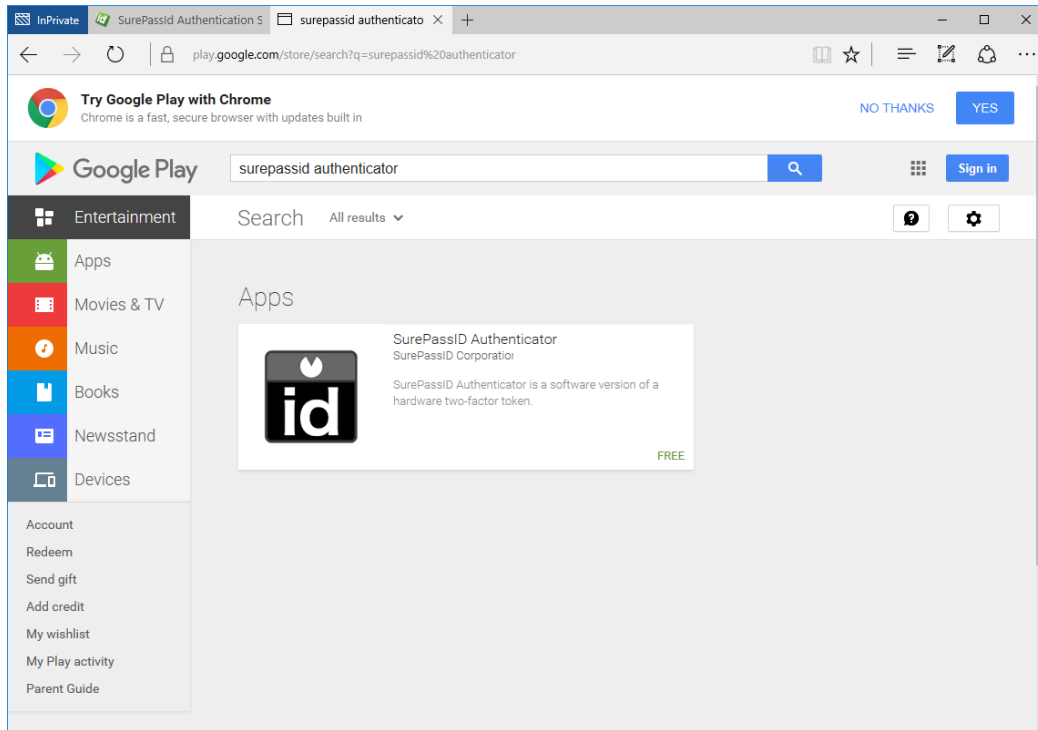 InPrivate
SurePassId Authentication S
surepassid authenticato
play.google.com/store/search?q=surepassid%20authenticator
Try Google Play with Chrome
Chrome is a fast, secure browser with updates built in
NO THANKS
YES
Google Play
surepassid authenticator
Sign in
Entertainment
Search
All results
Apps
Movies & TV
Music
Books
Newsstand
Devices
Account
Redeem
Send gift
Add credit
My wishlist
My Play activity
Parent Guide
Apps
id
SurePassID Authenticator
SurePassID Corporation
SurePassID Authenticator is a software version of a
hardware two-factor token.
FREE